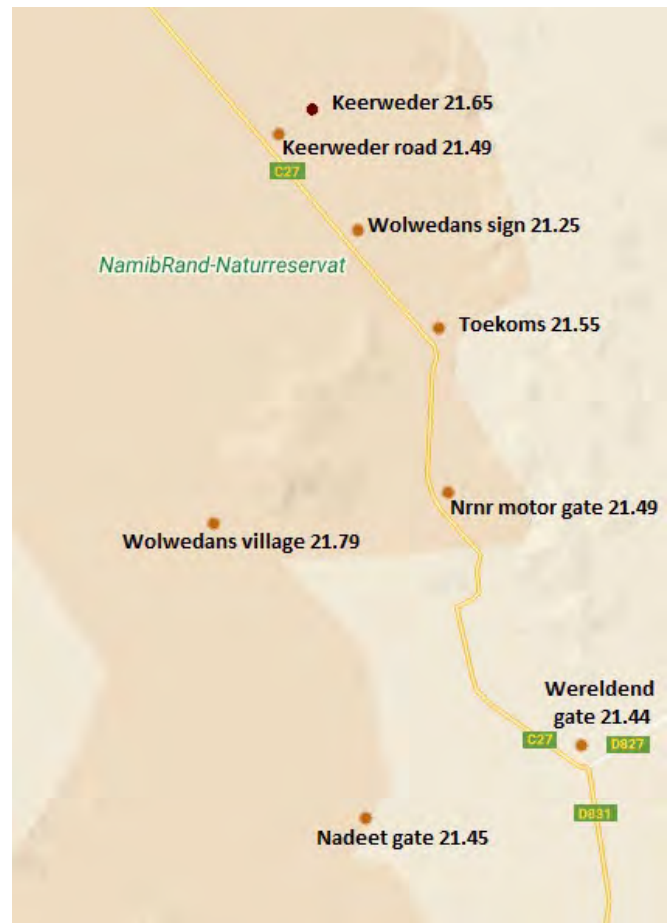 Keerweder 21.65
Keerweder road 21.49
C27
Wolwedans sign 21.25
NamibRand-Naturreservat
Toekoms 21.55
Nrnr motor gate 21.49
Wolwedans village 21.79
Wereldend
gate 21.44
C27
D827
D831
Nadeet gate 21.45